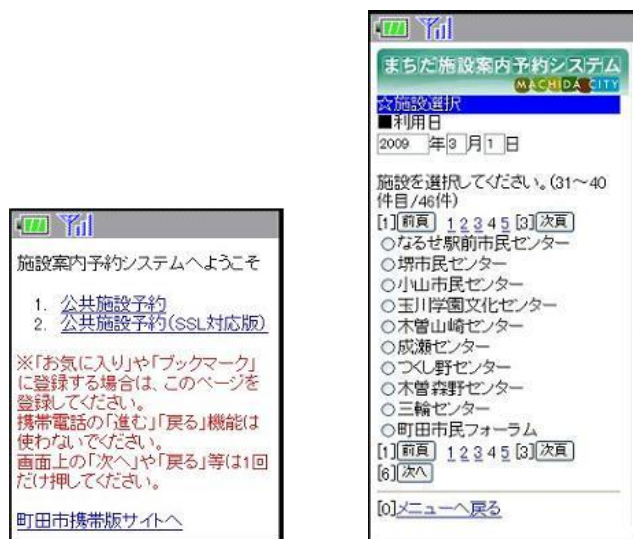 施設案内予約システムへようこそ
1. 公共施設予約
2. 公共施設予約(SSL対応版)
※「お気に入り」や「ブックマーク」
に登録する場合は、このページを
登録してください。
携帯電話の「進む」「戻る」機能は
使わないでください。
画面上の「次へ」や「戻る」等は1回
だけ押してください。
町田市携帯版サイトへ
まちだ施設案内予約システム
MACHIDA CITY
☆施設選択
■利用日
2009 年 3 月 1 日
施設を選択してください。(31~40
件目/46件)
[1] 前頁 1 2 3 4 5 [3] 次頁
○なるせ駅前市民センター
○堺市民センター
○小山市民センター
○玉川学園文化センター
○木曽山崎センター
○成瀬センター
○つくし野センター
○木曽森野センター
○三輪センター
○町田市民フォーラム
[1] 前頁 1 2 3 4 5 [3] 次頁
[6] 次へ
[0]メニューへ戻る